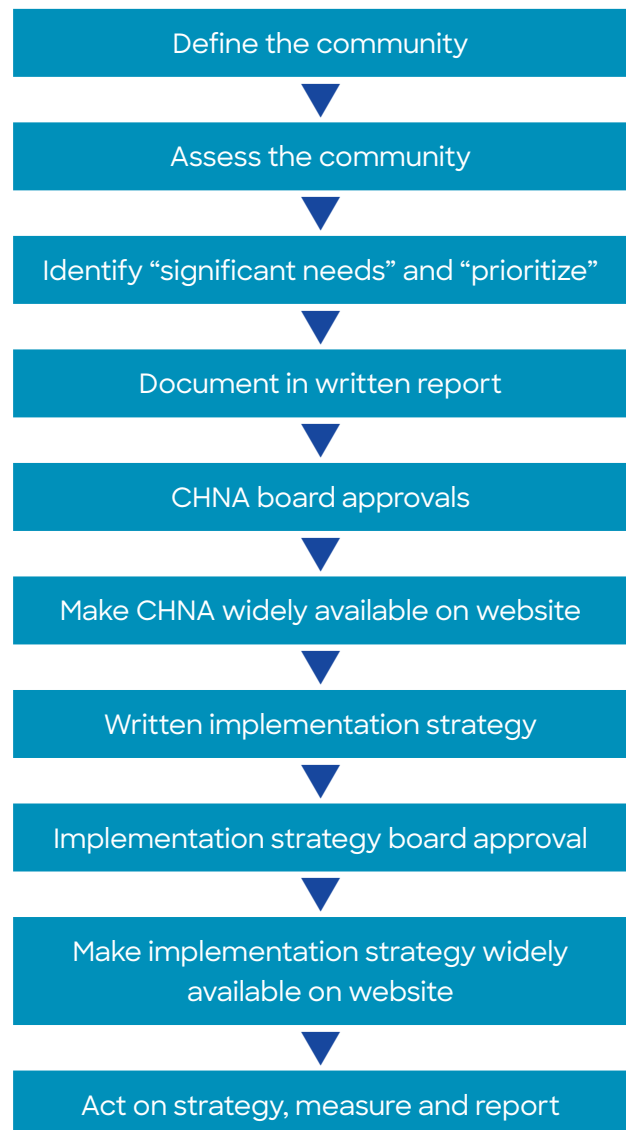 Define the community
Assess the community
Identify “significant needs” and “prioritize”
Document in written report
CHNA board approvals
Make CHNA widely available on website
Written implementation strategy
Implementation strategy board approval
Make implementation strategy widely
available on website
Act on strategy, measure and report